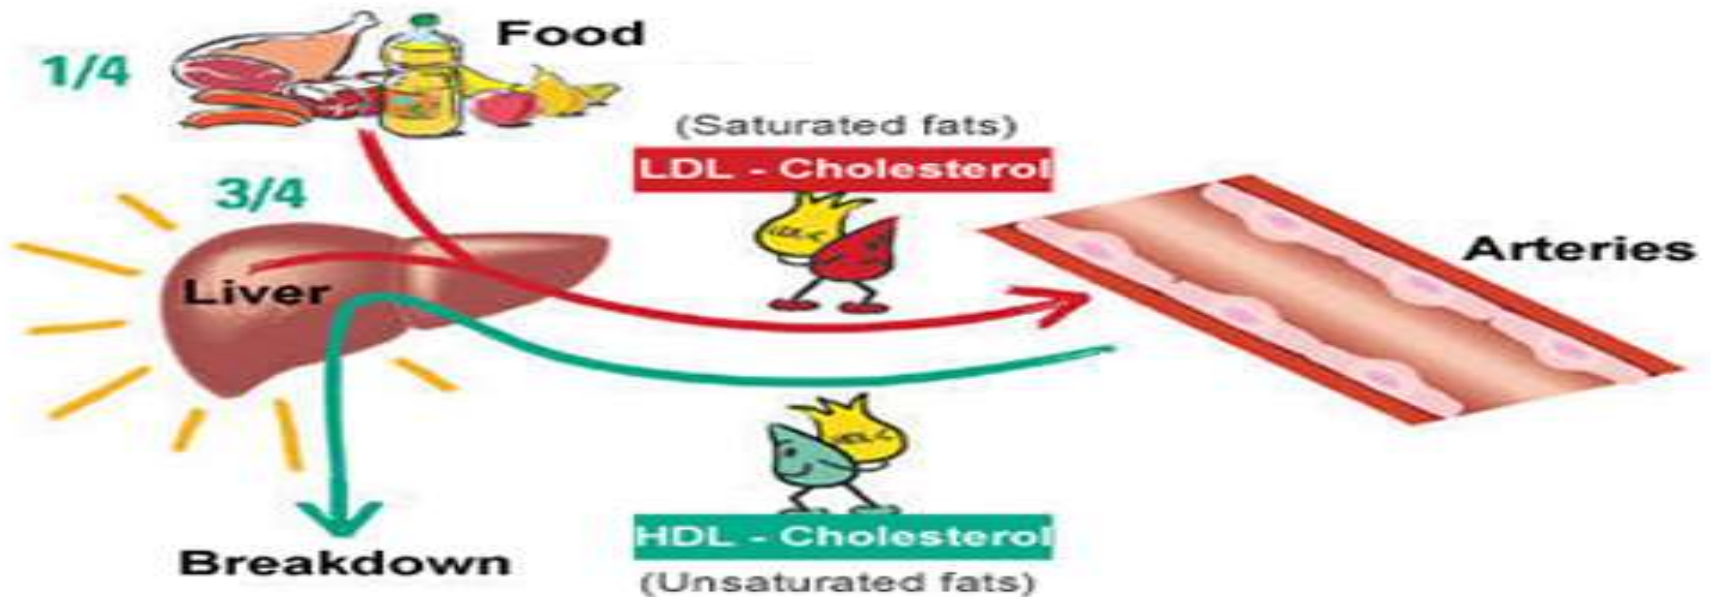 Food
1/4
(Saturated fats)
LDL - Cholesterol
3/4
Arteries
Liver
HDL - Cholesterol
Breakdown
(Unsaturated fats)